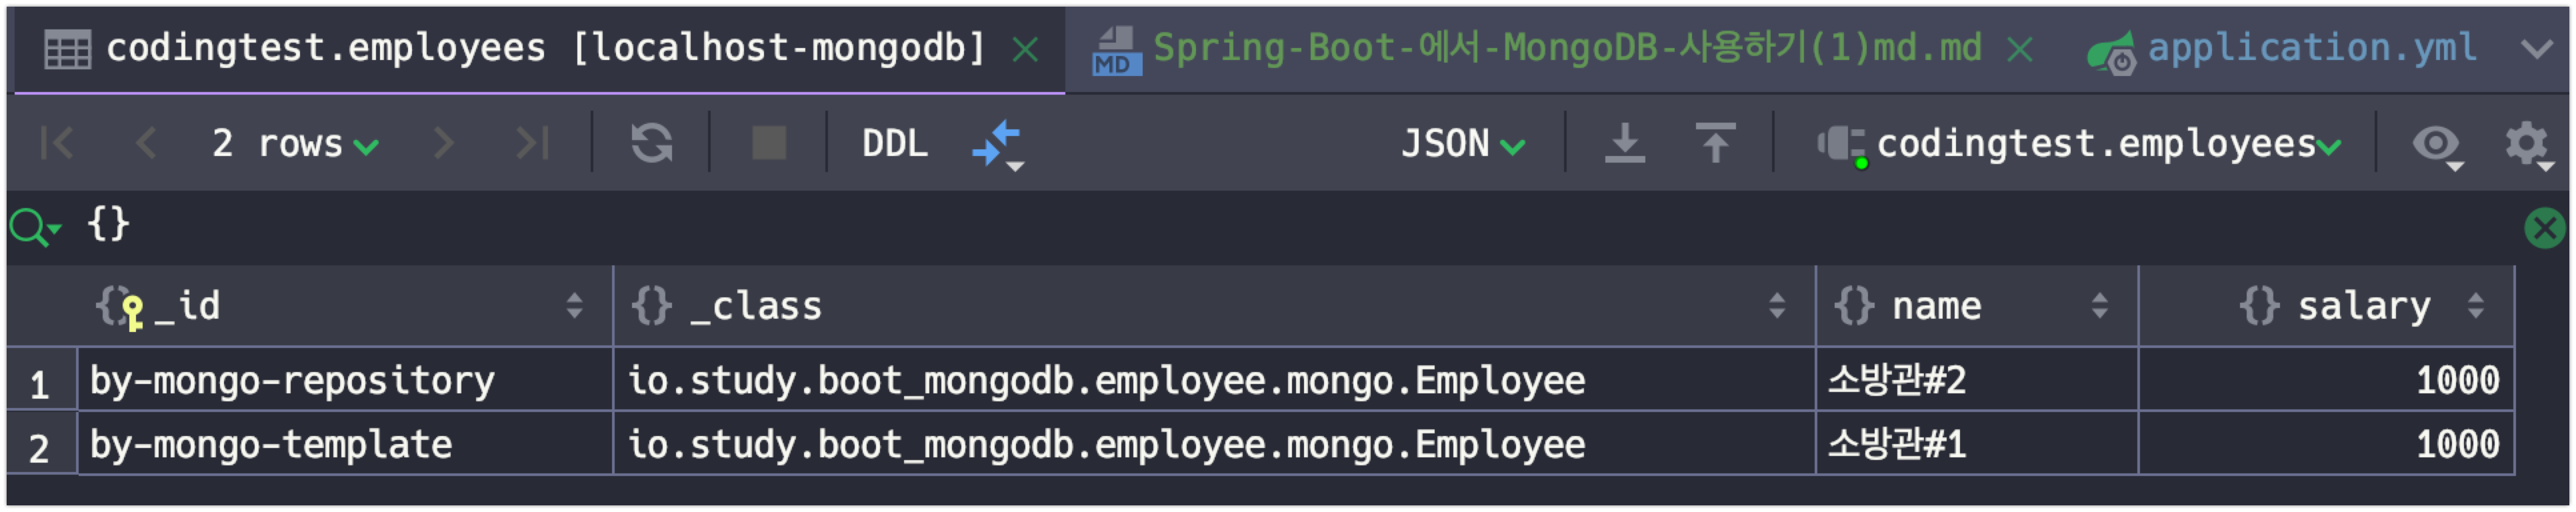 codingtest.employees [localhost-mongodb] MD Spring-Boot-에서-MongoDB-사용하기(1)md.md application.yml
2 rows DDL JSON codingtest.employees
{}
{} _id {} _class {} name {} salary
1 by-mongo-repository io.study.boot_mongodb.employee.mongo.Employee 소방관#2 1000
2 by-mongo-template io.study.boot_mongodb.employee.mongo.Employee 소방관#1 1000